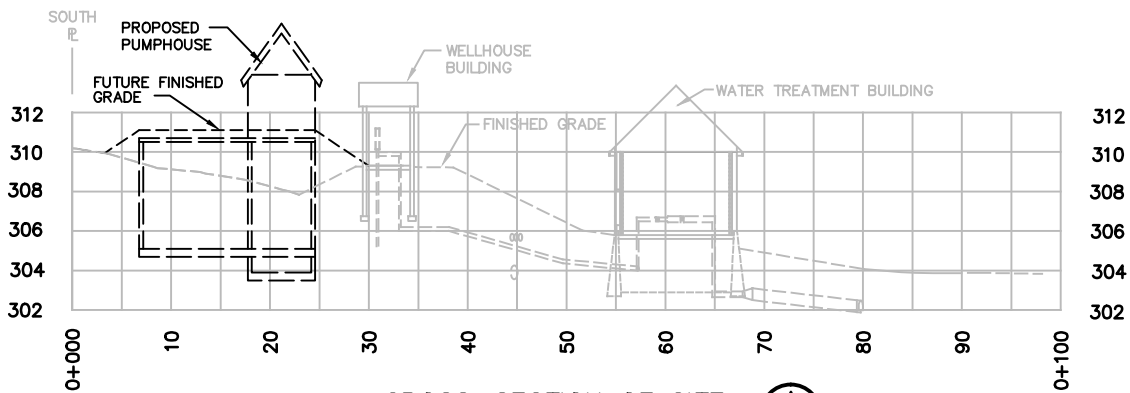 SOUTH
PL
PROPOSED
PUMPHOUSE
WELLHOUSE
BUILDING
FUTURE FINISHED
GRADE
WATER TREATMENT BUILDING
FINISHED GRADE
312
310
308
306
304
302
312
310
308
306
304
302
0+000
10
20
30
40
50
60
70
80
90
0+100